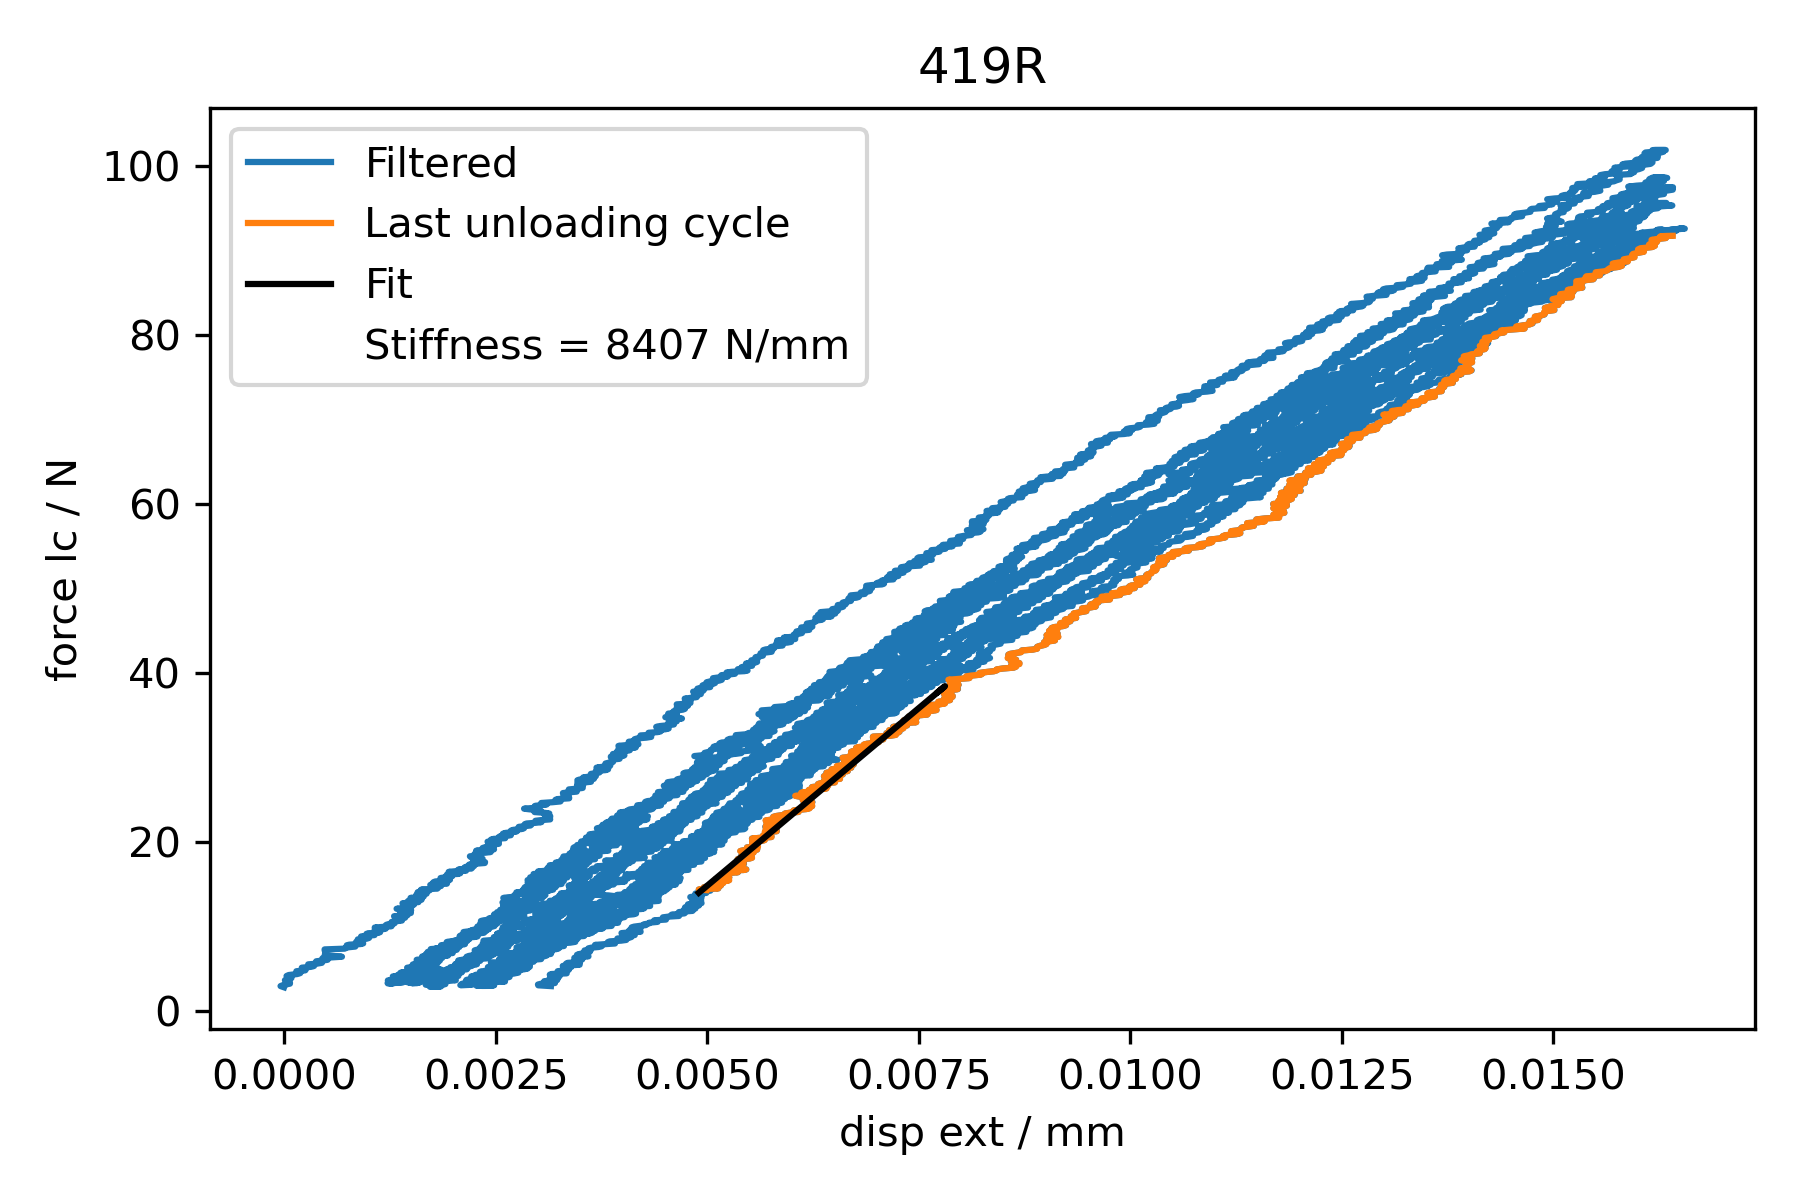 419R
Filtered
Last unloading cycle
Fit
Stiffness = 8407 N/mm
100
80
60
40
20
0
force lc / N
0.0000 0.0025 0.0050 0.0075 0.0100 0.0125 0.0150
disp ext / mm